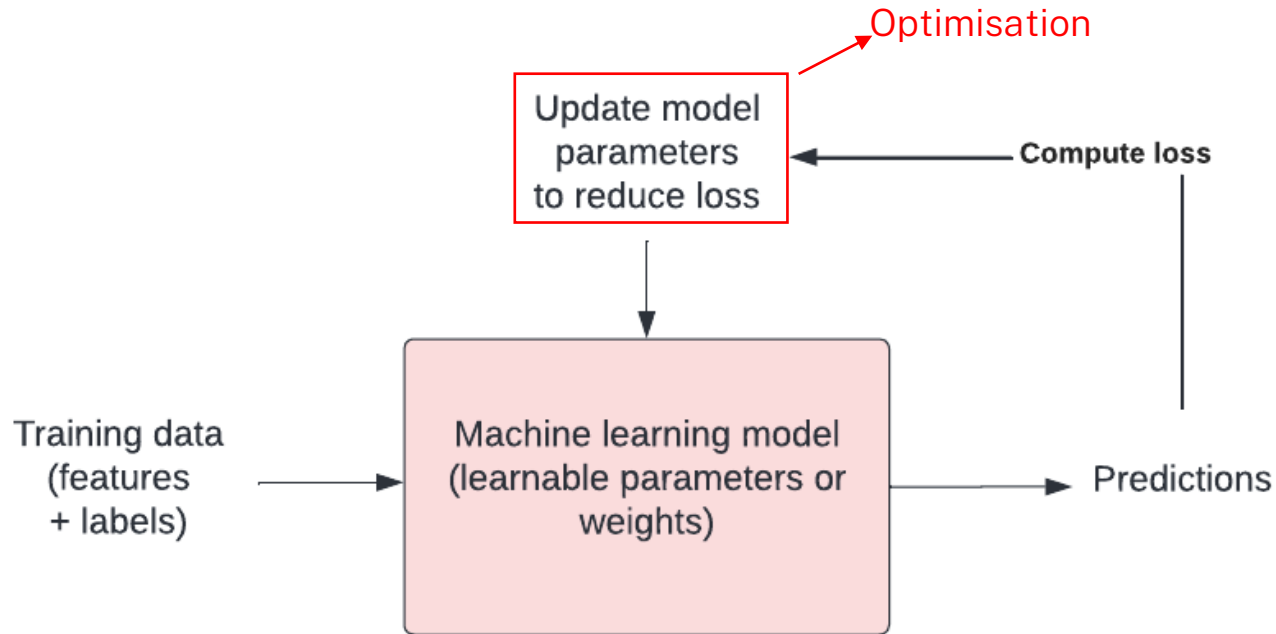 Optimisation
Update model
parameters
to reduce loss
Compute loss
Training data
(features
+ labels)
Machine learning model
(learnable parameters or
weights)
Predictions